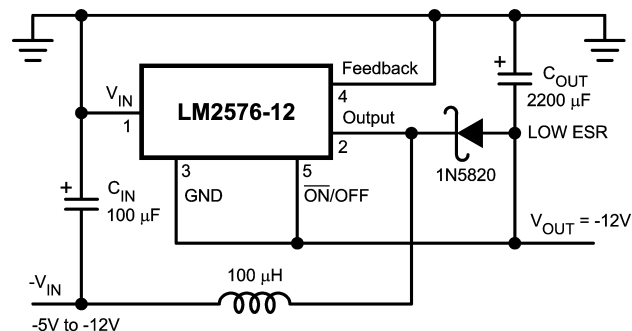 Feedback
4
V_IN
1
LM2576-12
Output
2
+
C_OUT
2200 μF
LOW ESR
1N5820
3
GND
5
O̅N̅/OFF
+
C_IN
100 μF
V_OUT = -12V
100 μH
-V_IN
-5V to -12V